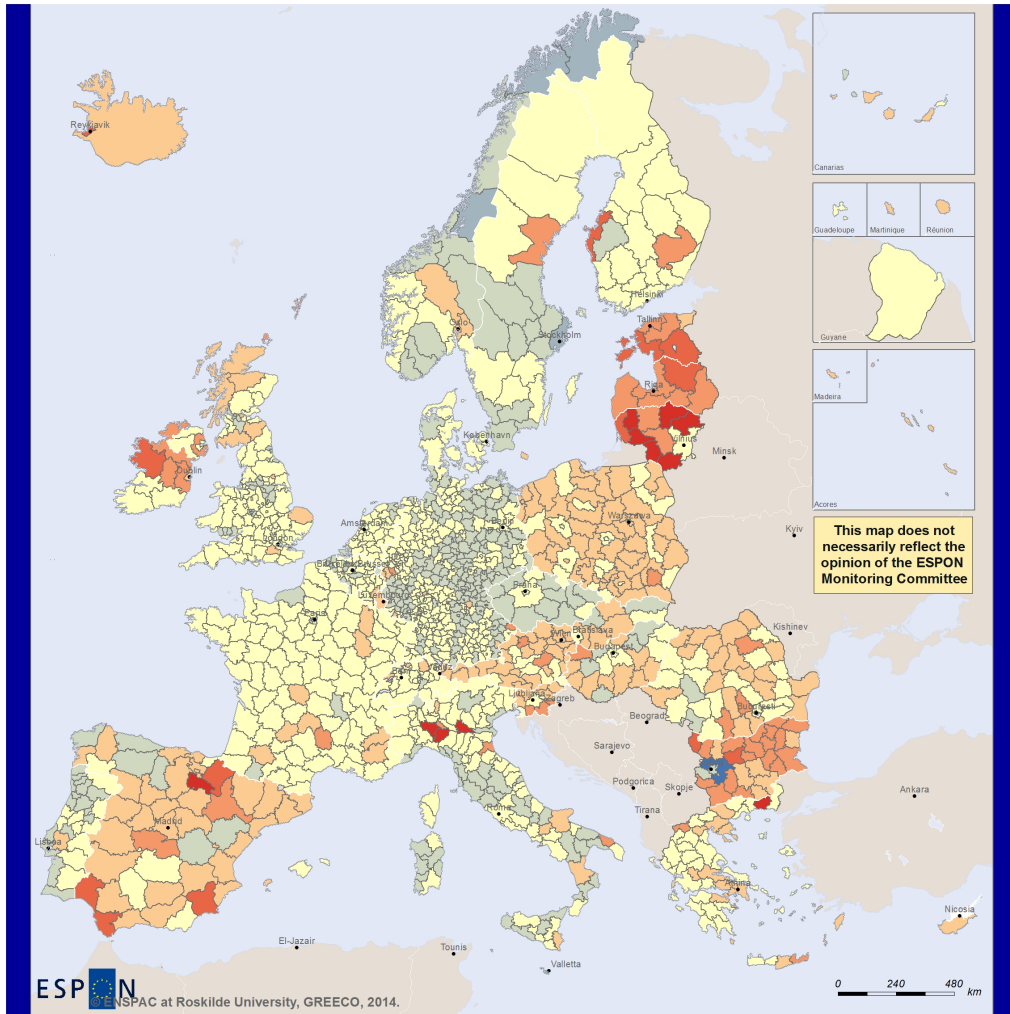 Reykjavik
Canarias
Guadeloupe
Martinique
Réunion
Guyane
Madeira
Acores
This map does not
necessarily reflect the
opinion of the ESPON
Monitoring Committee
Helsinki
Oslo
Stockholm
Tallinn
Riga
København
Vilnius
Minsk
Dublin
London
Amsterdam
Berlin
Warszawa
Kyiv
Luxembourg
Praha
Paris
Wien
Bratislava
Budapest
Kishinev
Bern
Vaduz
Ljubljana
Zagreb
Bucuresti
Beograd
Sarajevo
Podgorica
Skopje
Tirana
Ankara
Roma
Madrid
Lisboa
Athina
Nicosia
El-Jazair
Tounis
Valletta
ESPON
© ENSPAC at Roskilde University, GREECO, 2014.
0 240 480
km